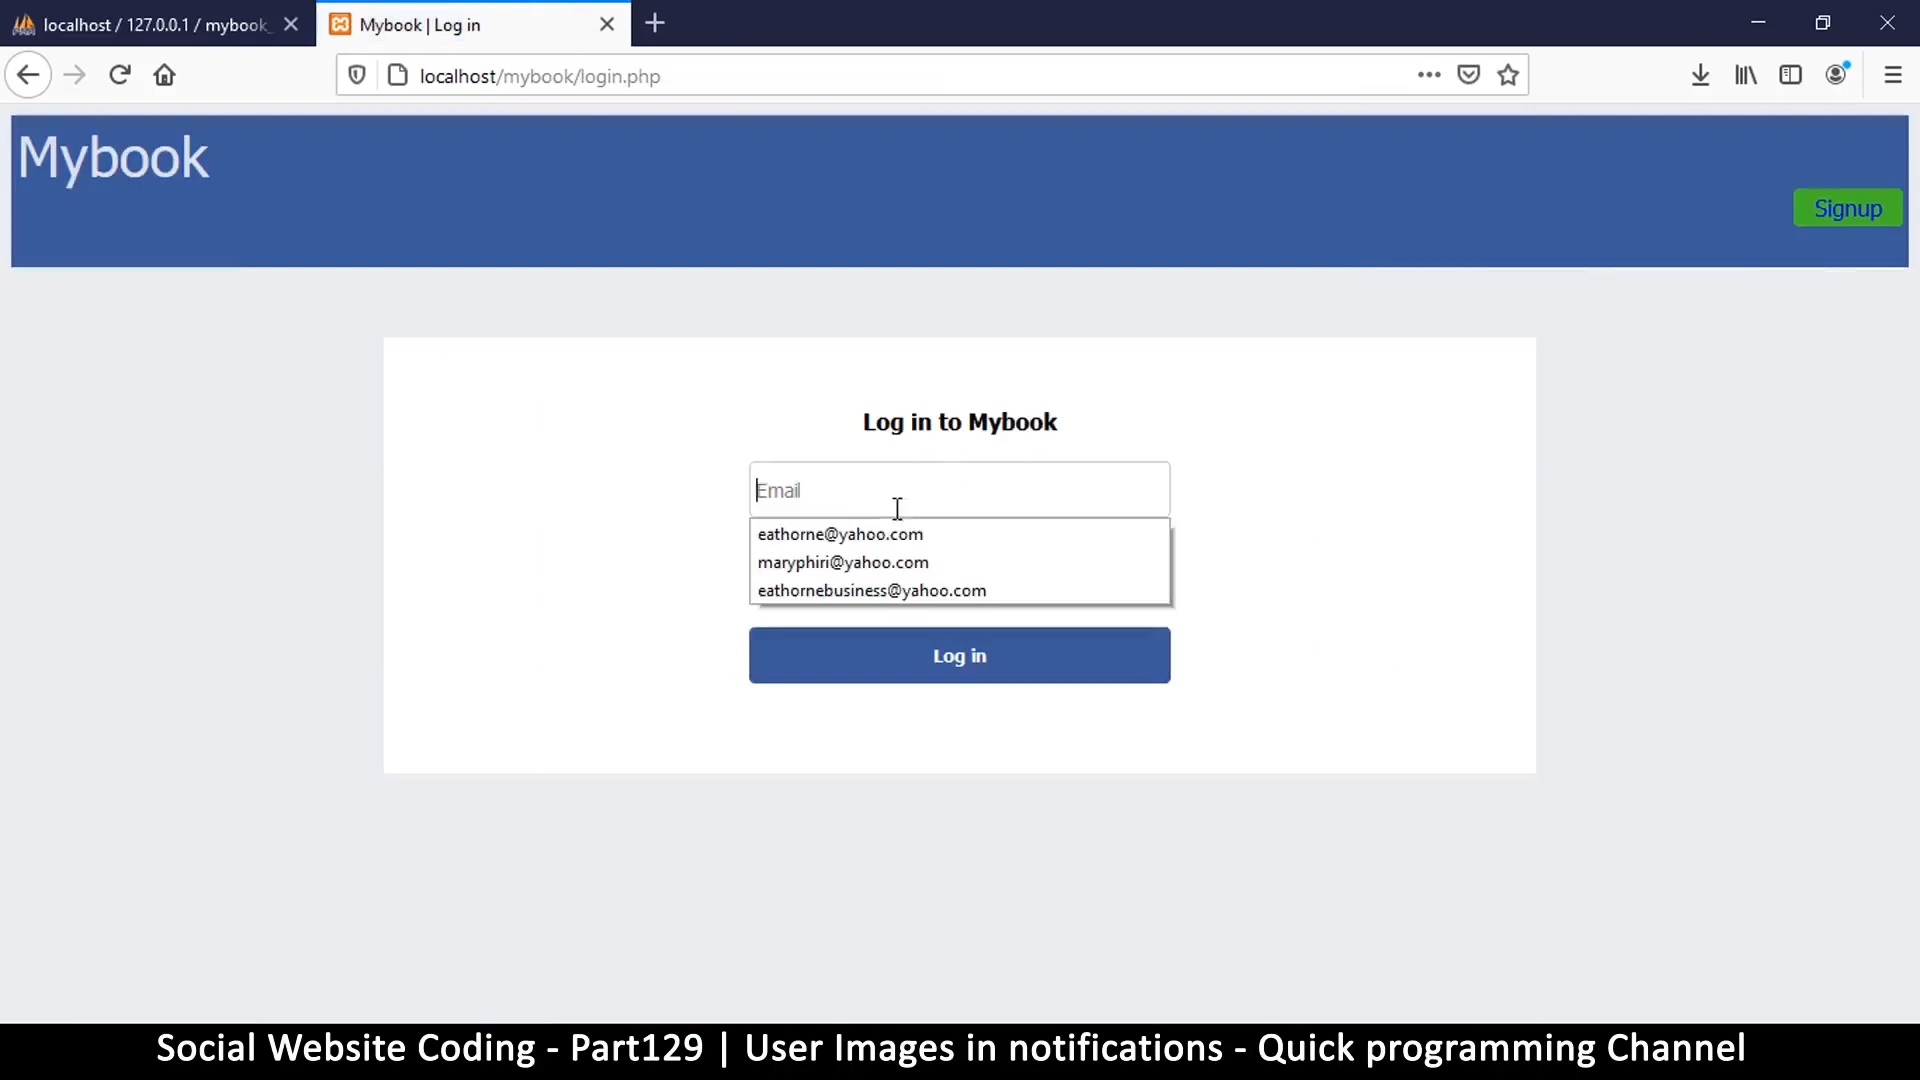 localhost / 127.0.0.1 / mybook_
Mybook | Log in
localhost/mybook/login.php
Mybook
Signup
Log in to Mybook
Email
eathorne@yahoo.com
maryphiri@yahoo.com
eathornebusiness@yahoo.com
Log in
Social Website Coding - Part129 | User Images in notifications - Quick programming Channel